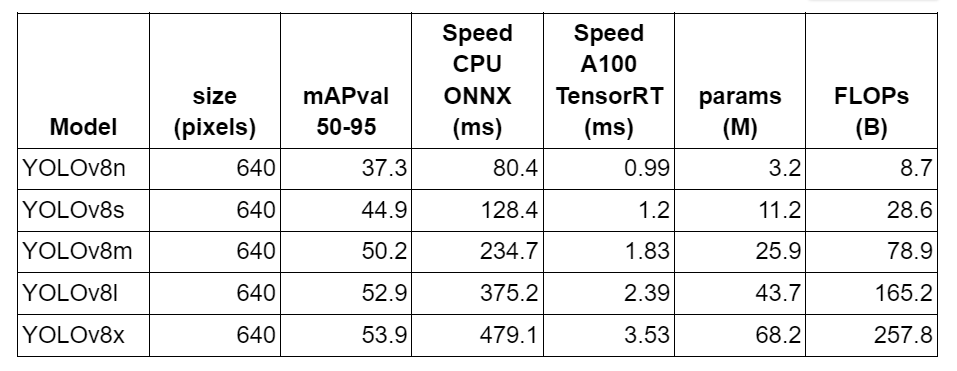 Model size (pixels) mAPval 50-95 Speed CPU ONNX (ms) Speed A100 TensorRT (ms) params (M) FLOPs (B)
YOLOv8n 640 37.3 80.4 0.99 3.2 8.7
YOLOv8s 640 44.9 128.4 1.2 11.2 28.6
YOLOv8m 640 50.2 234.7 1.83 25.9 78.9
YOLOv8l 640 52.9 375.2 2.39 43.7 165.2
YOLOv8x 640 53.9 479.1 3.53 68.2 257.8